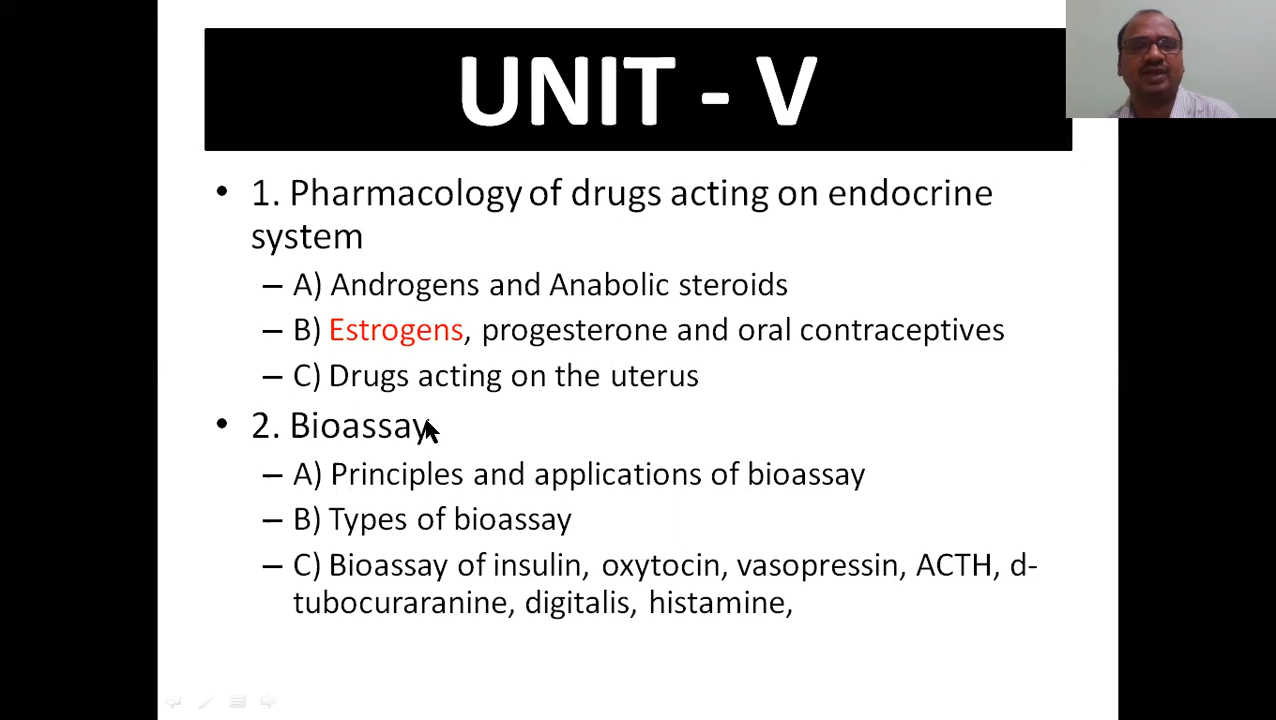 UNIT - V
• 1. Pharmacology of drugs acting on endocrine
system
– A) Androgens and Anabolic steroids
– B) Estrogens, progesterone and oral contraceptives
– C) Drugs acting on the uterus
• 2. Bioassay
– A) Principles and applications of bioassay
– B) Types of bioassay
– C) Bioassay of insulin, oxytocin, vasopressin, ACTH, d-
tubocuraranine, digitalis, histamine,